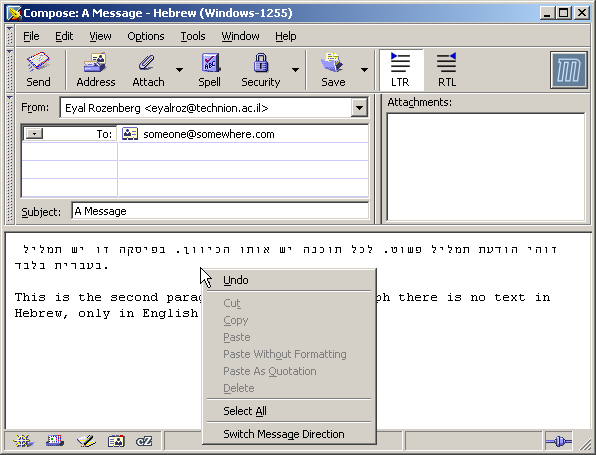 Compose: A Message - Hebrew (Windows-1255)
File Edit View Options Tools Window Help
Send Address Attach Spell Security Save LTR RTL
From: Eyal Rozenberg <eyalroz@technion.ac.il>
Attachments:
To: someone@somewhere.com
Subject: A Message
זוהי הודעת תמליל פשוט. לכל תוכנה יש אותו הכיוון. בפיסקה זו יש תמליל
בעברית בלבד.
This is the second parag ph there is no text in
Hebrew, only in English
Undo
Cut
Copy
Paste
Paste Without Formatting
Paste As Quotation
Delete
Select All
Switch Message Direction